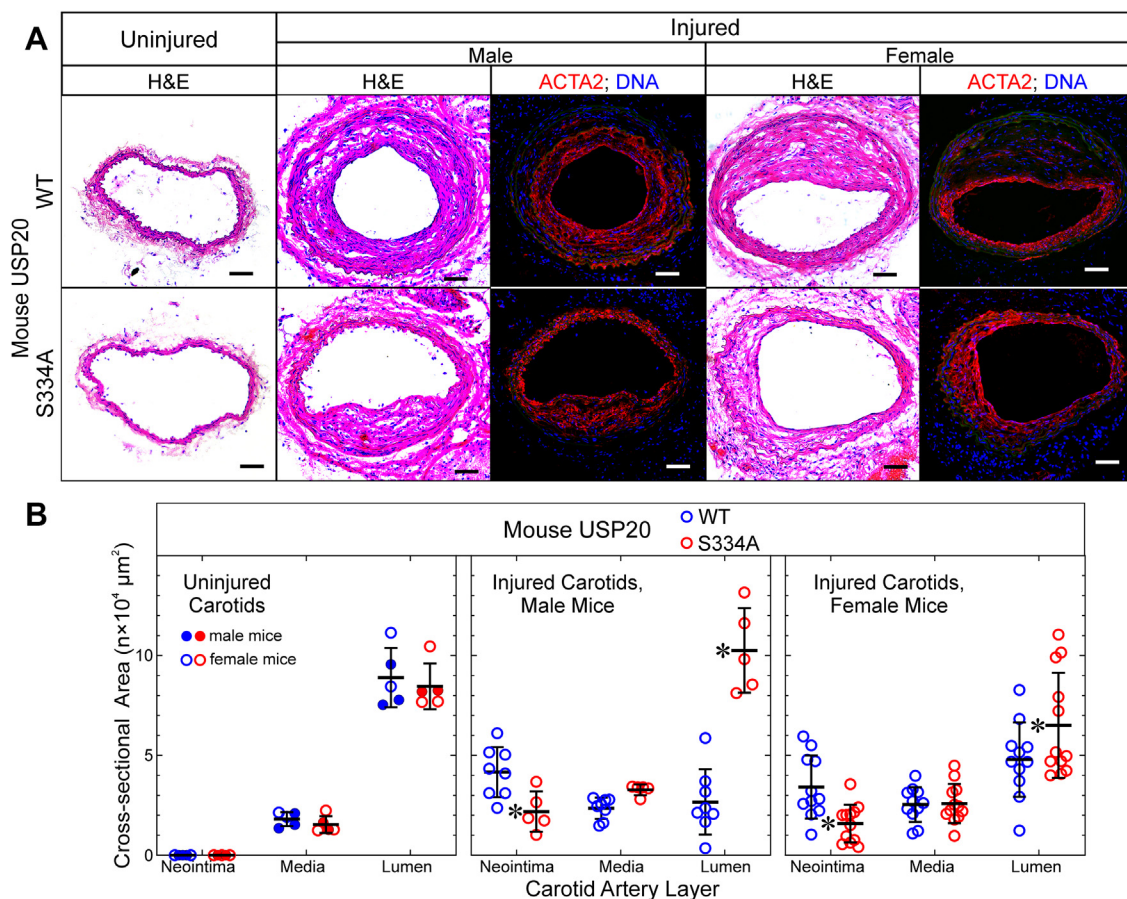 A
Uninjured
Injured
Male
Female
H&E
H&E
ACTA2; DNA
H&E
ACTA2; DNA
Mouse USP20
WT
S334A
B
Mouse USP20
WT
S334A
Cross-sectional Area (n×10⁴ µm²)
10
5
0
Uninjured
Carotids
male mice
female mice
Injured Carotids,
Male Mice
*
*
Injured Carotids,
Female Mice
*
*
Neointima Media Lumen
Neointima Media Lumen
Neointima Media Lumen
Carotid Artery Layer